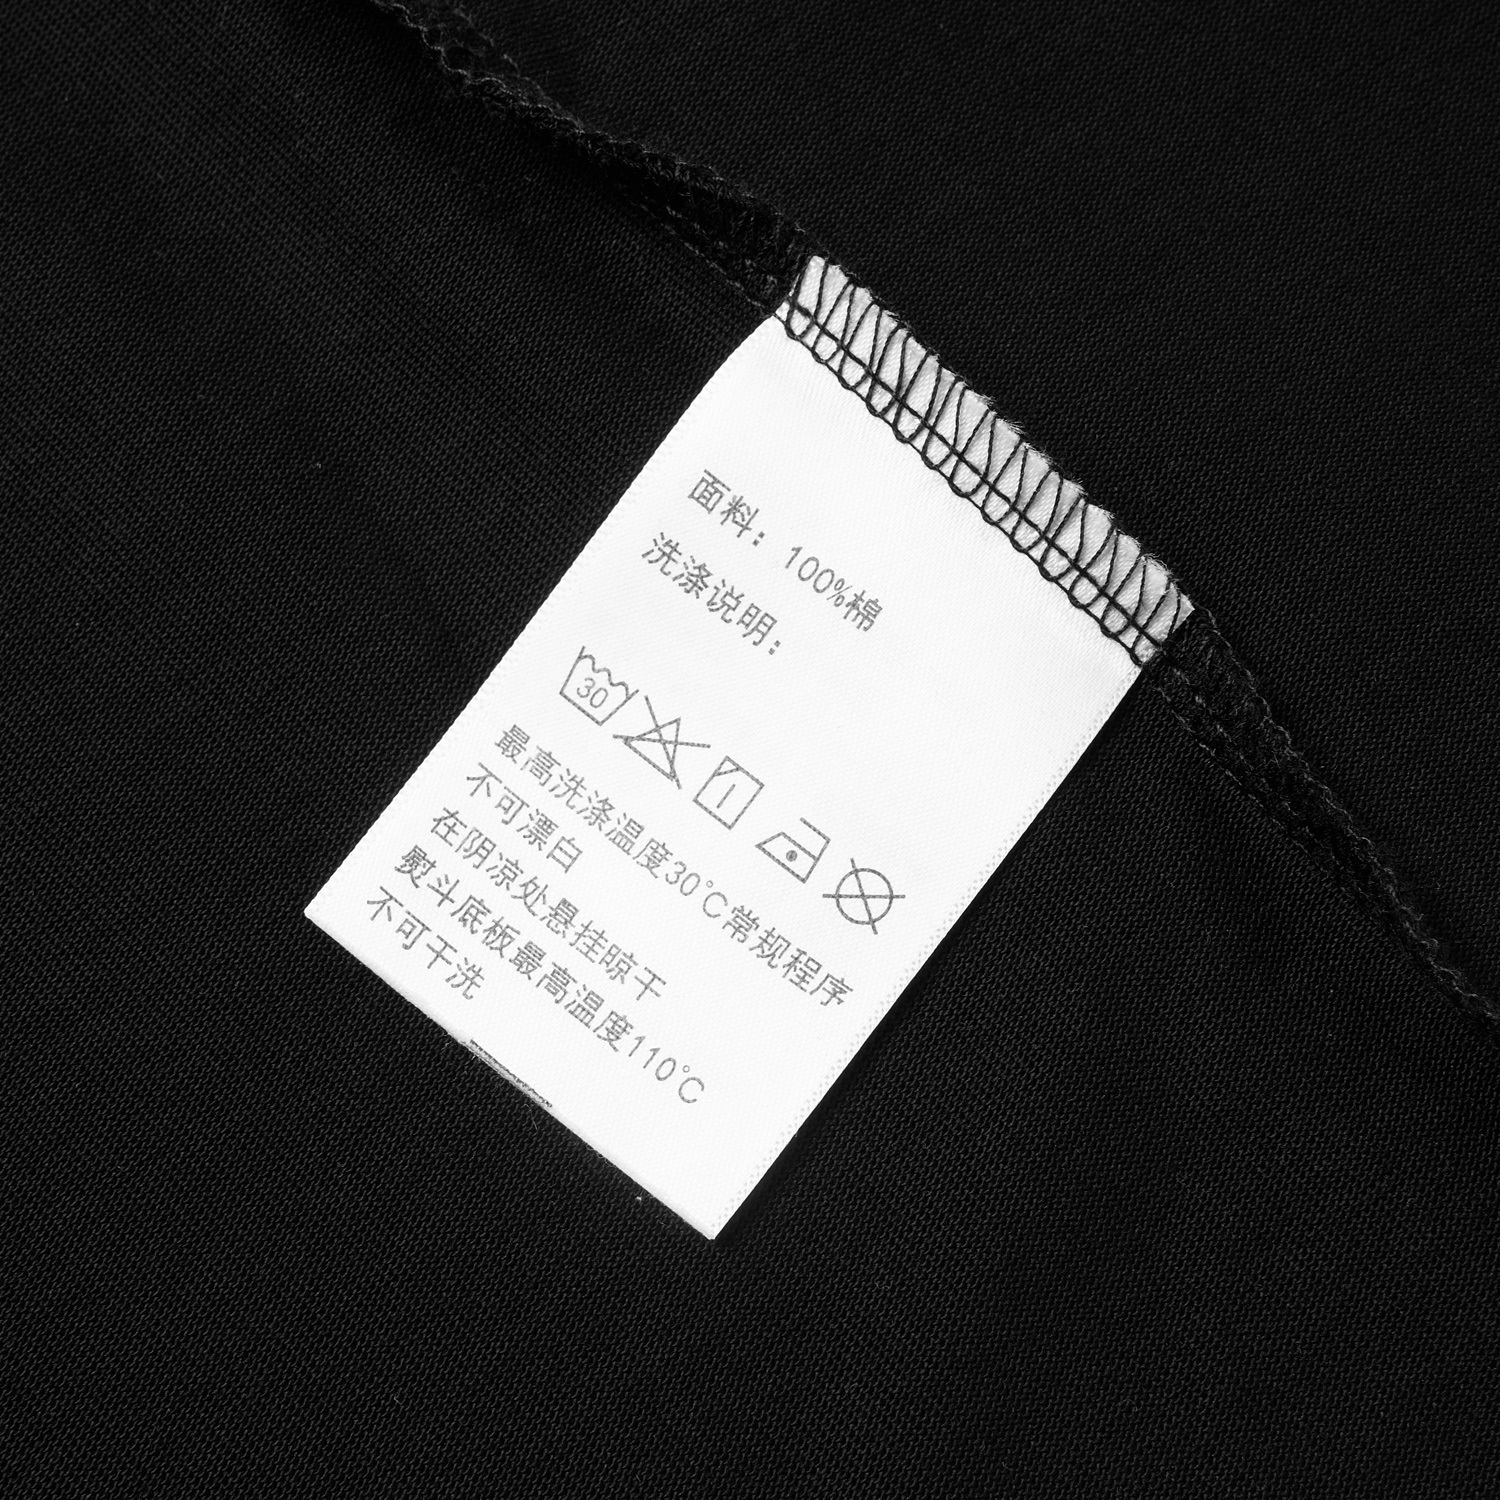 面料：100%棉
洗涤说明：
30
最高洗涤温度30℃常规程序
不可漂白
在阴凉处悬挂晾干
熨斗底板最高温度110℃
不可干洗